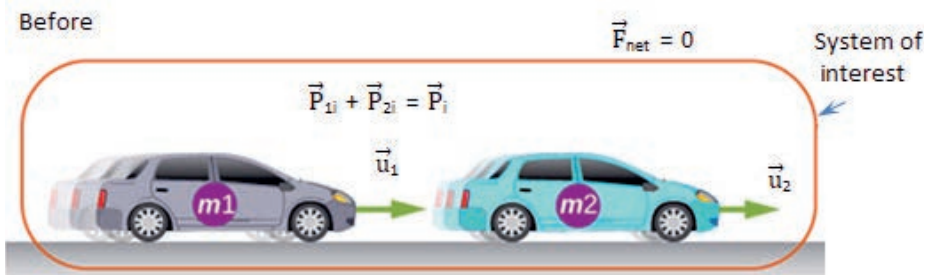 Before
F⃗net = 0
System of
interest
P⃗1i + P⃗2i = P⃗i
u⃗1
u⃗2
m1
m2